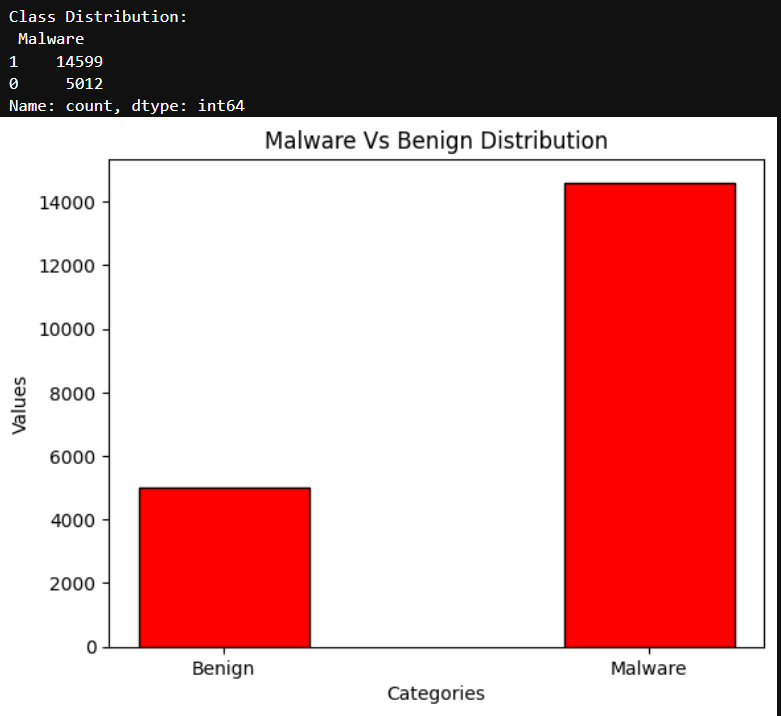 Class Distribution:
Malware
1    14599
0     5012
Name: count, dtype: int64
Malware Vs Benign Distribution
14000
12000
10000
8000
6000
4000
2000
0
Values
Benign
Malware
Categories